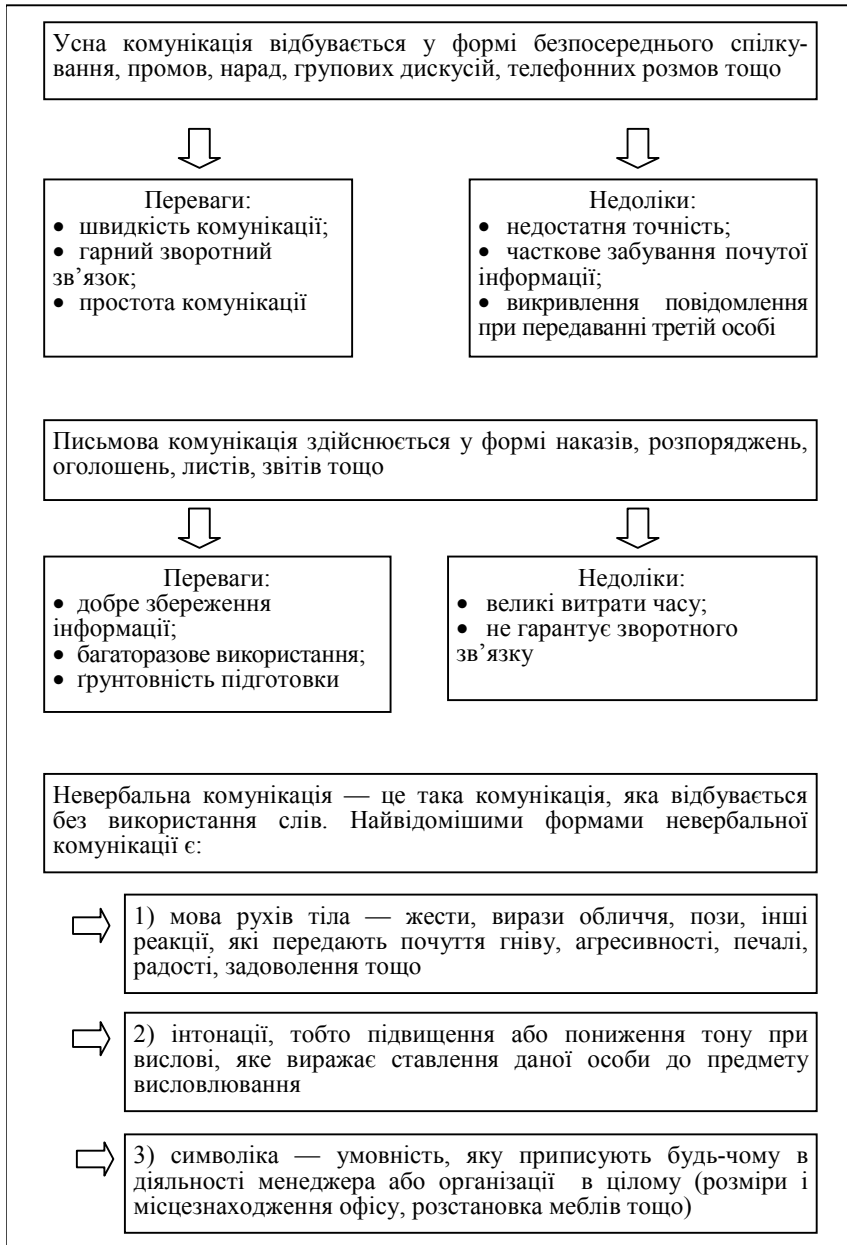 Усна комунікація відбувається у формі безпосереднього спілку-
вання, промов, нарад, групових дискусій, телефонних розмов тощо
Переваги:
• швидкість комунікації;
• гарний зворотний
зв’язок;
• простота комунікації
Недоліки:
• недостатня точність;
• часткове забування почутої
інформації;
• викривлення повідомлення
при передаванні третій особі
Письмова комунікація здійснюється у формі наказів, розпоряджень,
оголошень, листів, звітів тощо
Переваги:
• добре збереження
інформації;
• багаторазове використання;
• ґрунтовність підготовки
Недоліки:
• великі витрати часу;
• не гарантує зворотного
зв’язку
Невербальна комунікація — це така комунікація, яка відбувається
без використання слів. Найвідомішими формами невербальної
комунікації є:
1) мова рухів тіла — жести, вирази обличчя, пози, інші
реакції, які передають почуття гніву, агресивності, печалі,
радості, задоволення тощо
2) інтонації, тобто підвищення або пониження тону при
вислові, яке виражає ставлення даної особи до предмету
висловлювання
3) символіка — умовність, яку приписують будь-чому в
діяльності менеджера або організації в цілому (розміри і
місцезнаходження офісу, розстановка меблів тощо)